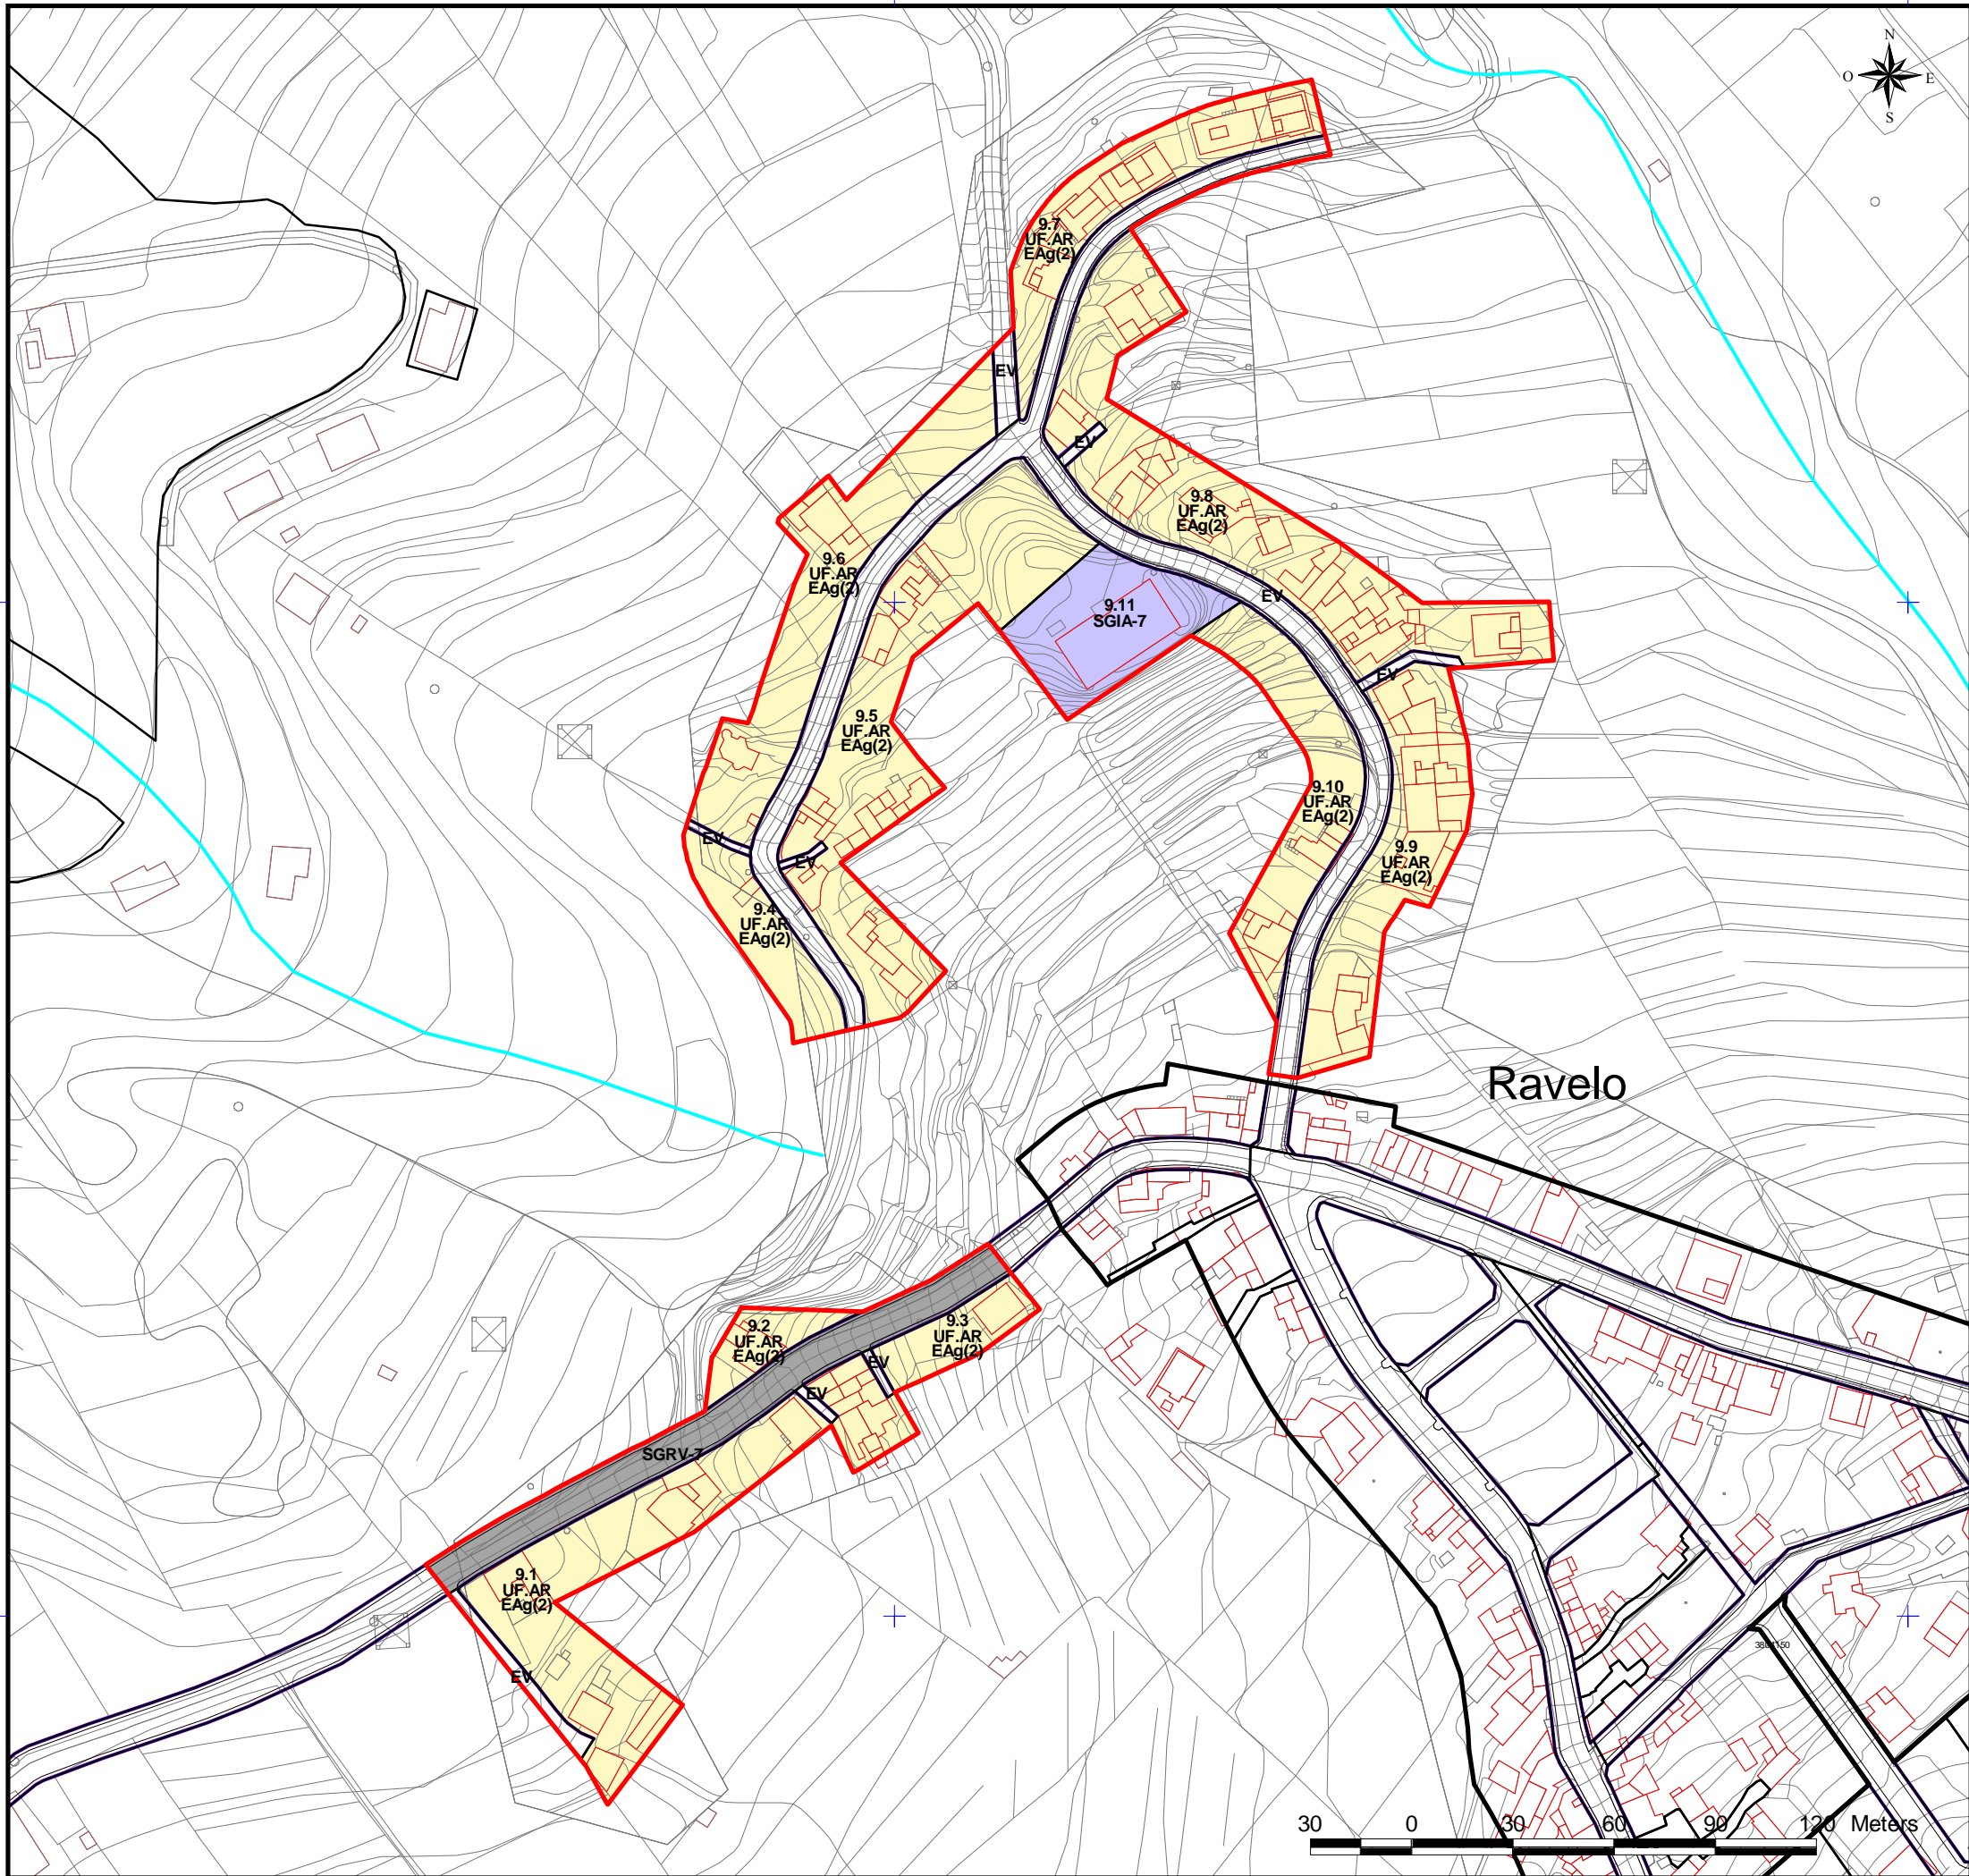 N
O E
S
9.7
UF.AR
EAg(2)
EV
EV
9.8
UF.AR
EAg(2)
9.6
UF.AR
EAg(2)
EV
9.11
SGIA-7
EV
9.5
UF.AR
EAg(2)
9.10
UF.AR
EAg(2)
EV
EV
9.9
UF.AR
EAg(2)
9.4
UF.AR
EAg(2)
Ravelo
9.2
UF.AR
EAg(2)
9.3
UF.AR
EAg(2)
EV
EV
SGRV-7
9.1
UF.AR
EAg(2)
EV
30 0 30 60 90 120 Meters